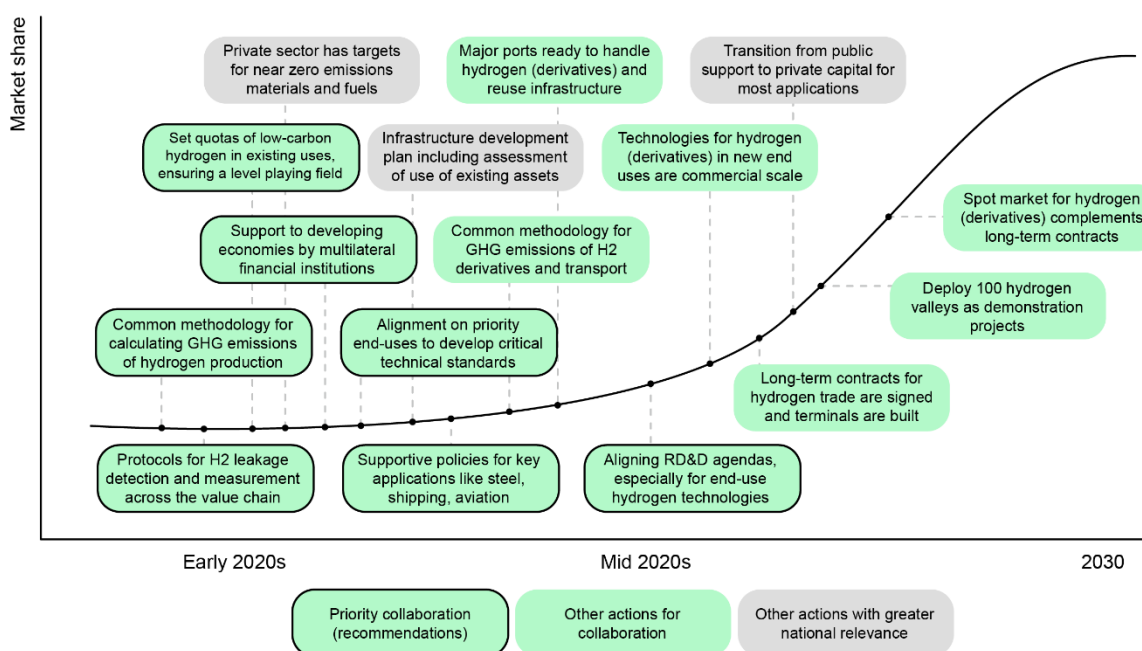 Market share
Private sector has targets
for near zero emissions
materials and fuels
Major ports ready to handle
hydrogen (derivatives) and
reuse infrastructure
Transition from public
support to private capital for
most applications
Set quotas of low-carbon
hydrogen in existing uses,
ensuring a level playing field
Infrastructure development
plan including assessment
of use of existing assets
Technologies for hydrogen
(derivatives) in new end
uses are commercial scale
Spot market for hydrogen
(derivatives) complements
long-term contracts
Support to developing
economies by multilateral
financial institutions
Common methodology for
GHG emissions of H2
derivatives and transport
Deploy 100 hydrogen
valleys as demonstration
projects
Common methodology for
calculating GHG emissions
of hydrogen production
Alignment on priority
end-uses to develop critical
technical standards
Long-term contracts for
hydrogen trade are signed
and terminals are built
Protocols for H2 leakage
detection and measurement
across the value chain
Supportive policies for key
applications like steel,
shipping, aviation
Aligning RD&D agendas,
especially for end-use
hydrogen technologies
Early 2020s
Mid 2020s
2030
Priority collaboration
(recommendations)
Other actions for
collaboration
Other actions with greater
national relevance